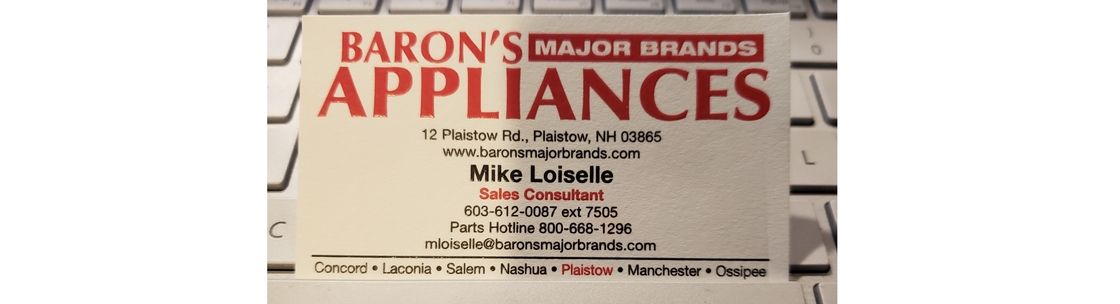 BARON'S MAJOR BRANDS
APPLIANCES
12 Plaistow Rd., Plaistow, NH 03865
www.baronsmajorbrands.com
Mike Loiselle
Sales Consultant
603-612-0087 ext 7505
Parts Hotline 800-668-1296
mloiselle@baronsmajorbrands.com
Concord • Laconia • Salem • Nashua • Plaistow • Manchester • Ossipee
C
L